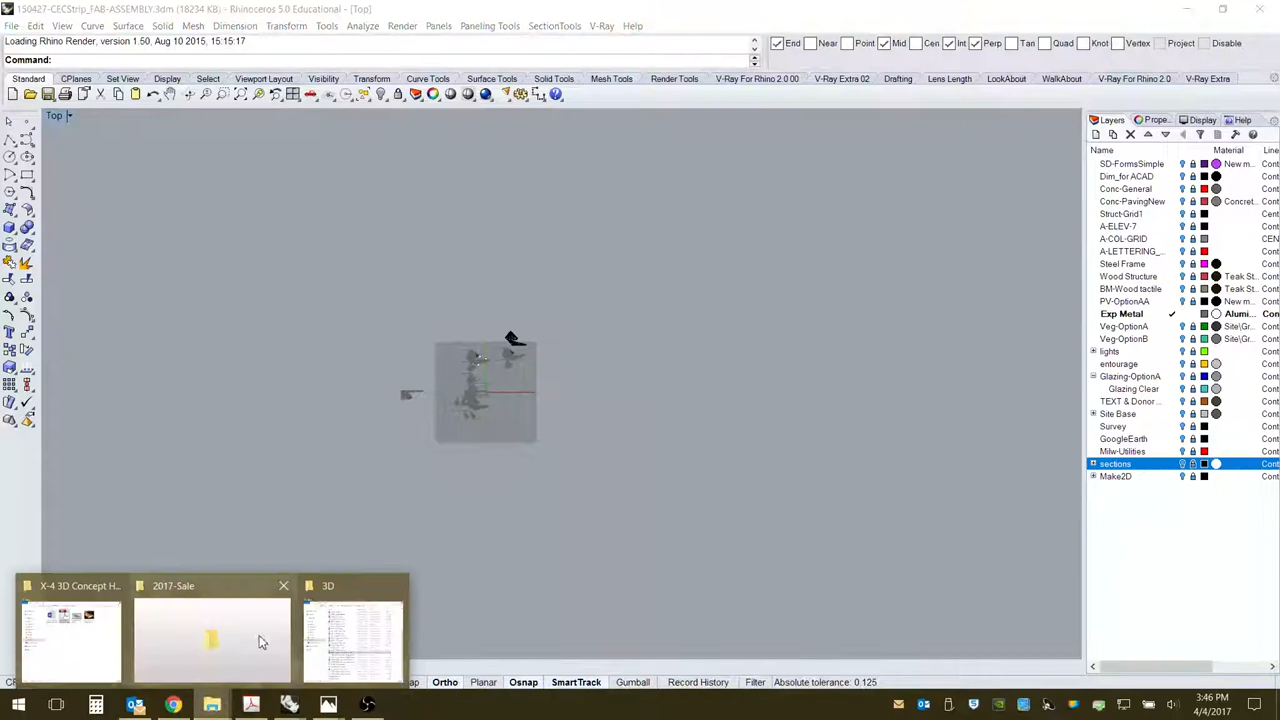 150427-CECStrip_FAB-ASSEMBLY.3dm (18234 KB) - Rhinoceros 5.0 Educational - [Top]
File Edit View Curve Surface Solid Mesh Dimension Transform Tools Analyze Render Panels Paneling Tools SectionTools V-Ray Help
Loading Rhino Render, version 1.50, Aug 10 2015, 15:15:17
Command:
End Near Point Mid Cen Int Perp Tan Quad Knot Vertex Project Disable
Standard CPlanes Set View Display Select Viewport Layout Visibility Transform Curve Tools Surface Tools Solid Tools Mesh Tools Render Tools V-Ray For Rhino 2.0 00 V-Ray Extra 02 Drafting Lens Length LookAbout WalkAbout V-Ray For Rhino 2.0 V-Ray Extra
Top
Layers Prope... Display Help
Name Material Line
SD-FormsSimple New m... Cont
Dim_for ACAD Cont
Conc-General Cont
Conc-PavingNew Concret... Cont
Struct-Grid1 Cent
A-ELEV-7 Cont
A-COL-GRID CEN
A-LETTERING_... Cont
Steel Frame Cont
Wood Structure Teak St... Cont
BM-Wood tactile Teak St... Cont
PV-OptionAA New m... Cont
Exp Metal Alumi... Con
Veg-OptionA Site\Gr... Cont
Veg-OptionB Site\Gr... Cont
lights Cont
entourage Cont
Glazing-OptionA Cont
Glazing Clear Cont
TEXT & Donor ... Cont
Site Base Cont
Survey Cont
GoogleEarth Cont
Milw-Utilities Cont
sections Cont
Make2D Cont
X-4 3D Concept H... 2017-Sale 3D
Ortho Planar Osnap SmartTrack Gumball Record History Filter Absolute tolerance: 0.125
3:46 PM
4/4/2017